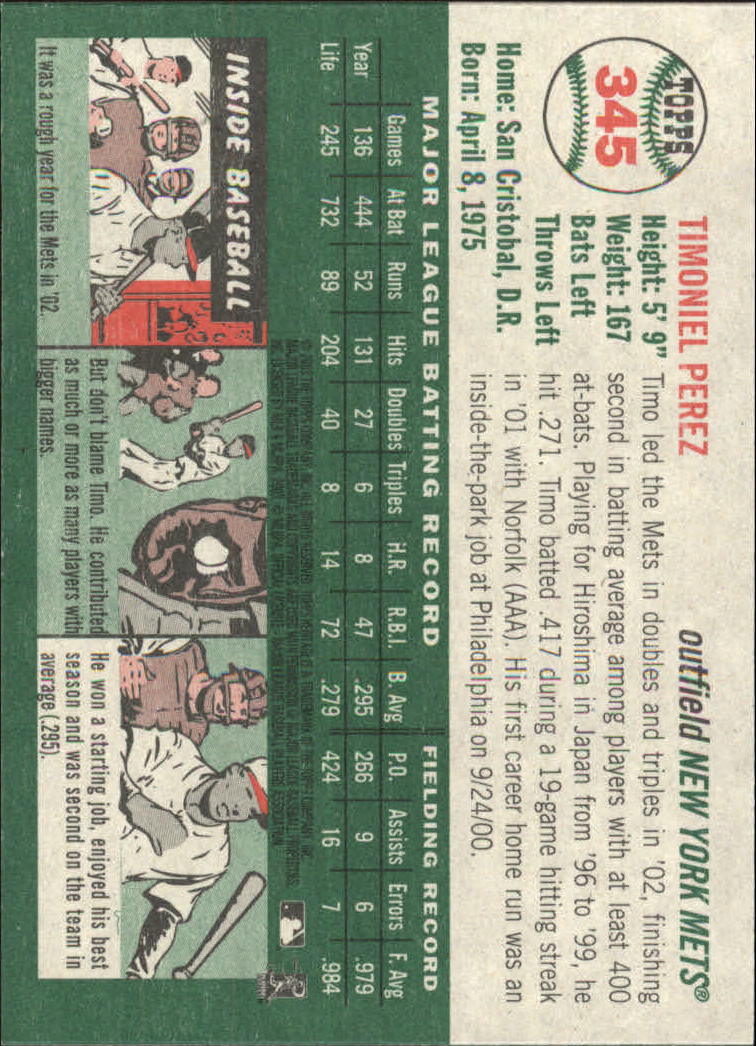 TOPPS
345
TIMONIEL PEREZ
outfield NEW YORK METS®
Height: 5' 9"
Weight: 167
Bats Left
Throws Left
Home: San Cristobal, D.R.
Born: April 8, 1975
Timo led the Mets in doubles and triples in '02, finishing
second in batting average among players with at least 400
at-bats. Playing for Hiroshima in Japan from '96 to '99, he
hit .271. Timo batted .417 during a 19-game hitting streak
in '01 with Norfolk (AAA). His first career home run was an
inside-the-park job at Philadelphia on 9/24/00.
MAJOR LEAGUE BATTING RECORD FIELDING RECORD
Year Games At Bat Runs Hits Doubles Triples H.R. R.B.I. B. Avg P.O. Assists Errors F. Avg
136 444 52 131 27 6 8 47 .295 266 9 6 .979
Life 245 732 89 204 40 8 14 72 .279 424 16 7 .984
INSIDE BASEBALL
It was a rough year for the Mets in '02.
But don't blame Timo. He contributed
as much or more as many players with
bigger names.
He won a starting job, enjoyed his best
season and was second on the team in
average (.295).